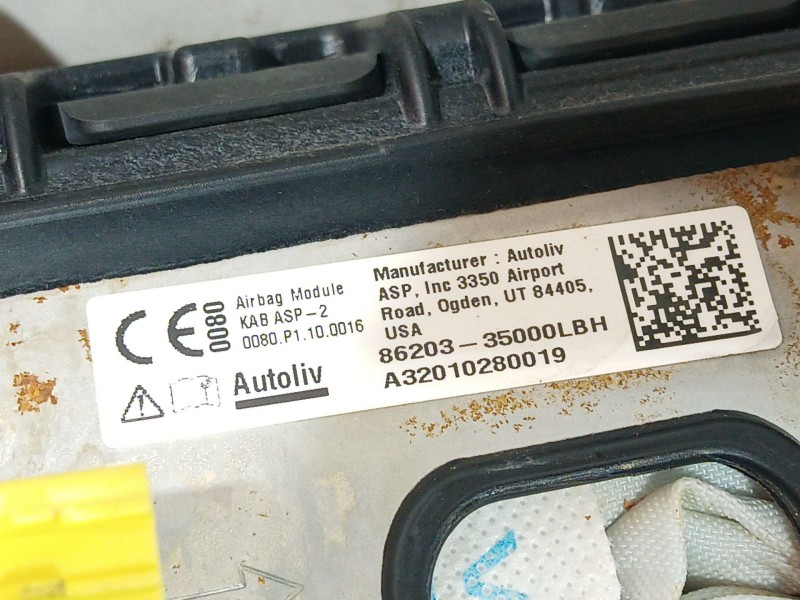 0080
Airbag Module
KAB ASP-2
0080.P1.10.0016
Autoliv
Manufacturer : Autoliv
ASP, Inc 3350 Airport
Road, Ogden, UT 84405,
USA
86203-35000LBH
A32010280019